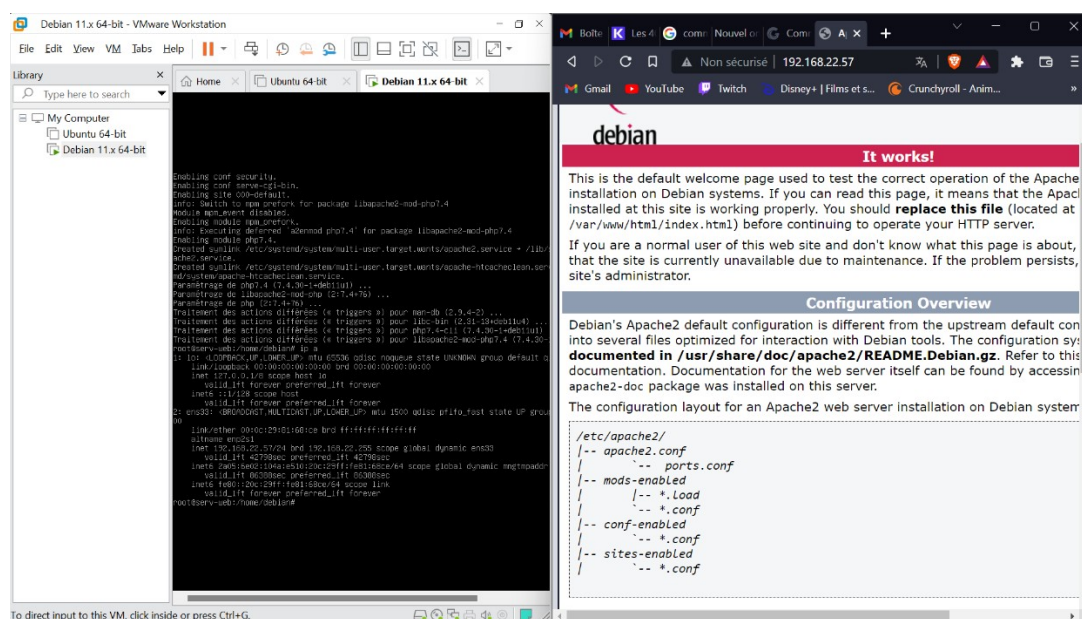 Debian 11.x 64-bit - VMware Workstation
File Edit View VM Tabs Help
Library
Type here to search
My Computer
Ubuntu 64-bit
Debian 11.x 64-bit
Home
Ubuntu 64-bit
Debian 11.x 64-bit
Enabling conf security.
Enabling conf serve-cgi-bin.
Enabling site 000-default.
info: Switch to mpm prefork for package libapache2-mod-php7.4
Module mpm_event disabled.
Enabling module mpm_prefork.
info: Executing deferred 'a2enmod php7.4' for package libapache2-mod-php7.4
Enabling module php7.4.
Created symlink /etc/systemd/system/multi-user.target.wants/apache2.service → /lib/s
ache2.service.
Created symlink /etc/systemd/system/multi-user.target.wants/apache-htcacheclean.ser
md/system/apache-htcacheclean.service.
Paramétrage de php7.4 (7.4.30-1+deb11u1) ...
Paramétrage de libapache2-mod-php (2:7.4+76) ...
Paramétrage de php (2:7.4+76) ...
Traitement des actions différées (« triggers ») pour man-db (2.9.4-2) ...
Traitement des actions différées (« triggers ») pour libc-bin (2.31-13+deb11u4) ...
Traitement des actions différées (« triggers ») pour php7.4-cli (7.4.30-1+deb11u1) ...
Traitement des actions différées (« triggers ») pour libapache2-mod-php7.4 (7.4.30-
root@serv-web:/home/debian# ip a
1: lo: <LOOPBACK,UP,LOWER_UP> mtu 65536 qdisc noqueue state UNKNOWN group default q
link/loopback 00:00:00:00:00:00 brd 00:00:00:00:00:00
inet 127.0.0.1/8 scope host lo
valid_lft forever preferred_lft forever
inet6 ::1/128 scope host
valid_lft forever preferred_lft forever
2: ens33: <BROADCAST,MULTICAST,UP,LOWER_UP> mtu 1500 qdisc pfifo_fast state UP group
00
link/ether 00:0c:29:81:68:ce brd ff:ff:ff:ff:ff:ff
altname enp2s1
inet 192.168.22.57/24 brd 192.168.22.255 scope global dynamic ens33
valid_lft 42798sec preferred_lft 42798sec
scope global dynamic mngtmpaddr
valid_lft 86388sec preferred_lft 86388sec
inet6 fe80::20c:29ff:fe81:68ce/64 scope link
valid_lft forever preferred_lft forever
root@serv-web:/home/debian#
To direct input to this VM, click inside or press Ctrl+G.
Boîte
Les 4
comm
Nouvel o
Com
Non sécurisé 192.168.22.57
Gmail YouTube Twitch Disney+ | Films et s... Crunchyroll - Anim... »
debian
It works!
This is the default welcome page used to test the correct operation of the Apache
installation on Debian systems. If you can read this page, it means that the Apac
installed at this site is working properly. You should replace this file (located at
/var/www/html/index.html) before continuing to operate your HTTP server.
If you are a normal user of this web site and don't know what this page is about,
that the site is currently unavailable due to maintenance. If the problem persists,
site's administrator.
Configuration Overview
Debian's Apache2 default configuration is different from the upstream default con
into several files optimized for interaction with Debian tools. The configuration sys
documented in /usr/share/doc/apache2/README.Debian.gz. Refer to this
documentation. Documentation for the web server itself can be found by accessin
apache2-doc package was installed on this server.
The configuration layout for an Apache2 web server installation on Debian system
/etc/apache2/
|-- apache2.conf
| `-- ports.conf
|-- mods-enabled
| |-- *.load
| `-- *.conf
|-- conf-enabled
| `-- *.conf
|-- sites-enabled
| `-- *.conf